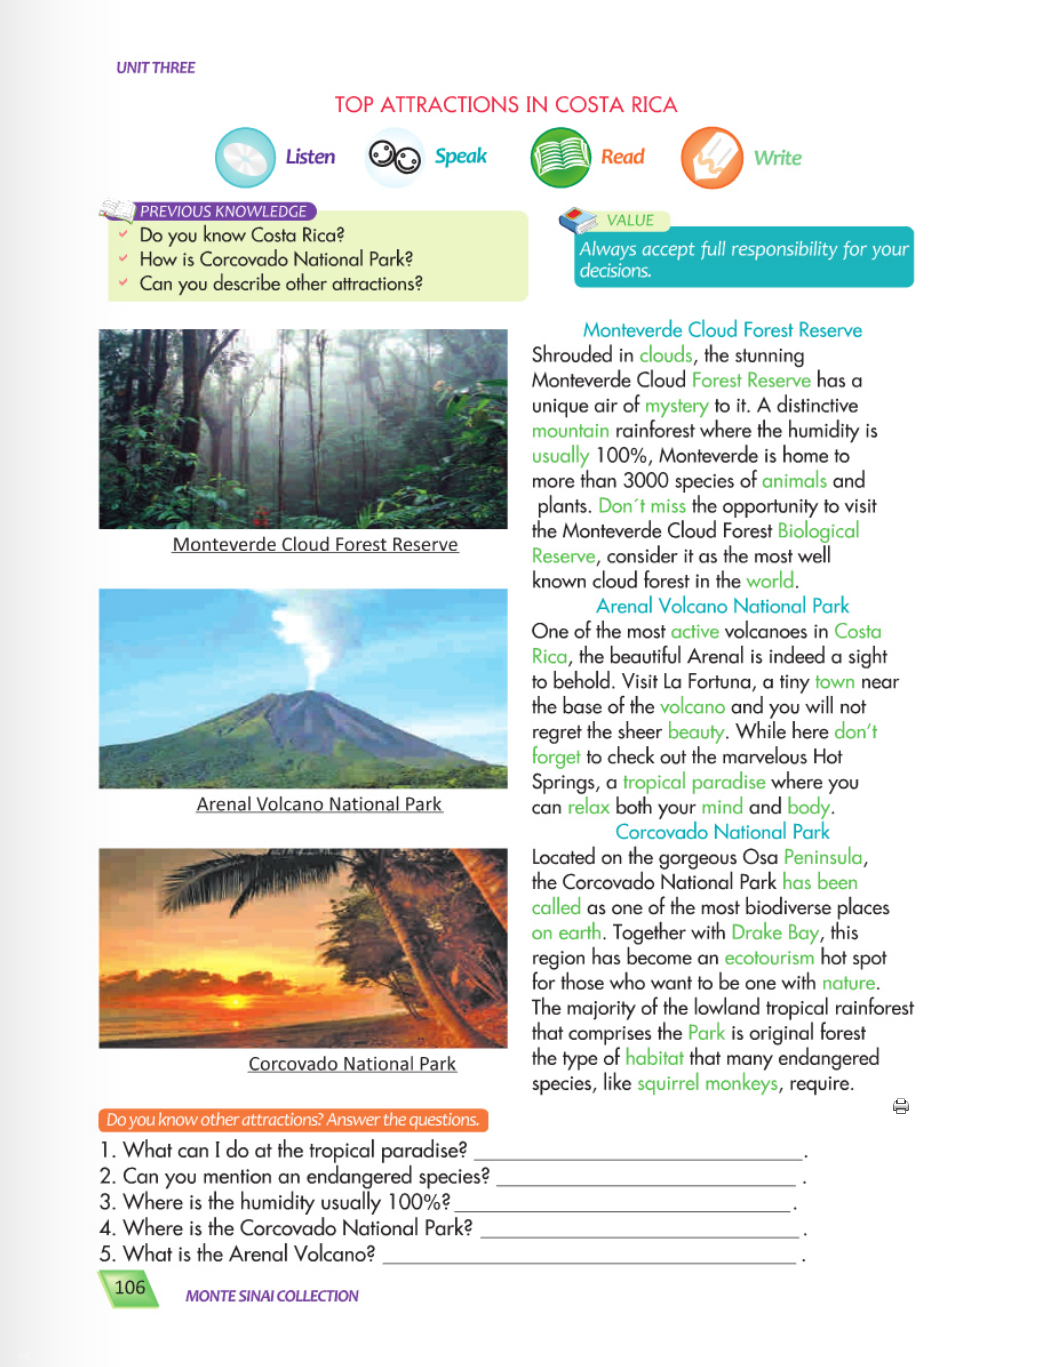 UNIT THREE
TOP ATTRACTIONS IN COSTA RICA
Listen Speak Read Write
PREVIOUS KNOWLEDGE
Do you know Costa Rica?
How is Corcovado National Park?
Can you describe other attractions?
VALUE
Always accept full responsibility for your
decisions.
Monteverde Cloud Forest Reserve
Arenal Volcano National Park
Corcovado National Park
Monteverde Cloud Forest Reserve
Shrouded in clouds, the stunning
Monteverde Cloud Forest Reserve has a
unique air of mystery to it. A distinctive
mountain rainforest where the humidity is
usually 100%, Monteverde is home to
more than 3000 species of animals and
plants. Don´t miss the opportunity to visit
the Monteverde Cloud Forest Biological
Reserve, consider it as the most well
known cloud forest in the world.
Arenal Volcano National Park
One of the most active volcanoes in Costa
Rica, the beautiful Arenal is indeed a sight
to behold. Visit La Fortuna, a tiny town near
the base of the volcano and you will not
regret the sheer beauty. While here don't
forget to check out the marvelous Hot
Springs, a tropical paradise where you
can relax both your mind and body.
Corcovado National Park
Located on the gorgeous Osa Peninsula,
the Corcovado National Park has been
called as one of the most biodiverse places
on earth. Together with Drake Bay, this
region has become an ecotourism hot spot
for those who want to be one with nature.
The majority of the lowland tropical rainforest
that comprises the Park is original forest
the type of habitat that many endangered
species, like squirrel monkeys, require.
Do you know other attractions? Answer the questions.
1. What can I do at the tropical paradise? ______________________.
2. Can you mention an endangered species? ______________________.
3. Where is the humidity usually 100%? ______________________.
4. Where is the Corcovado National Park? ______________________.
5. What is the Arenal Volcano? ______________________.
106
MONTE SINAI COLLECTION